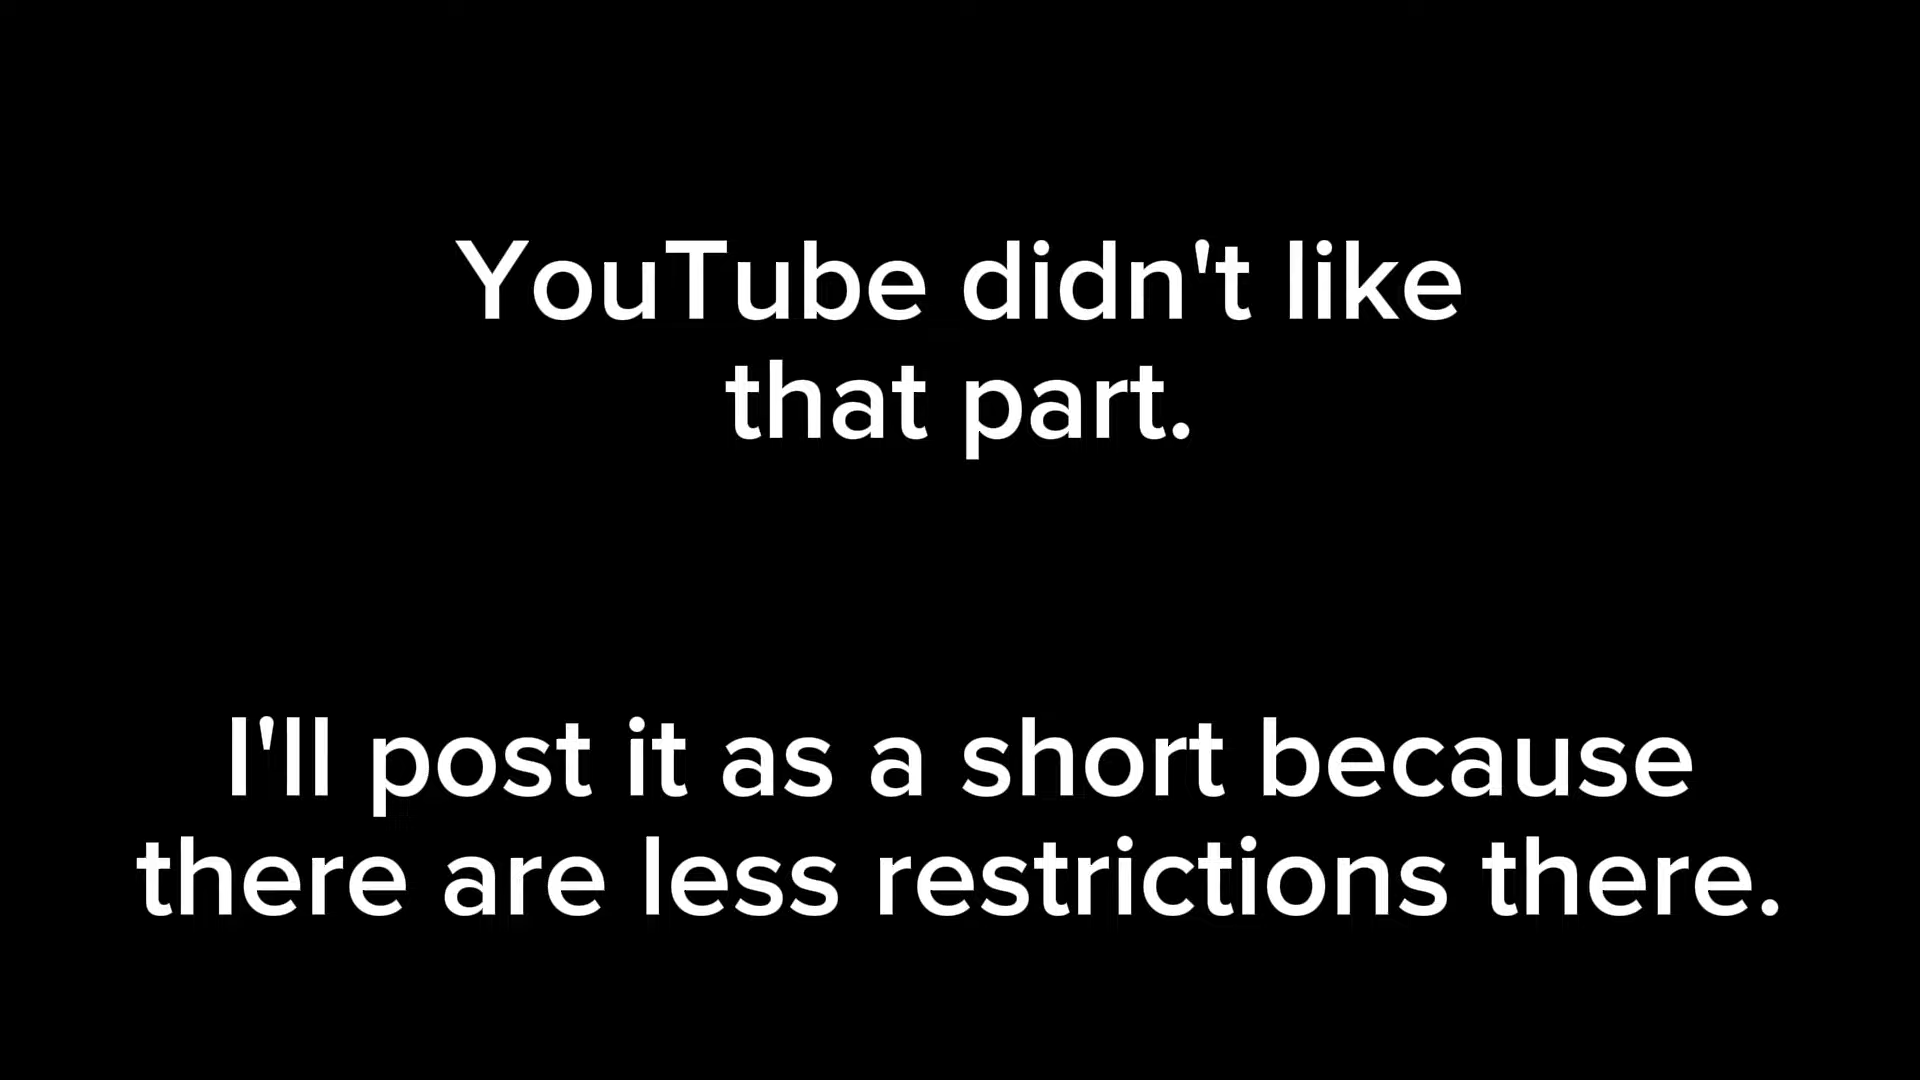 YouTube didn't like
that part.
I'll post it as a short because
there are less restrictions there.